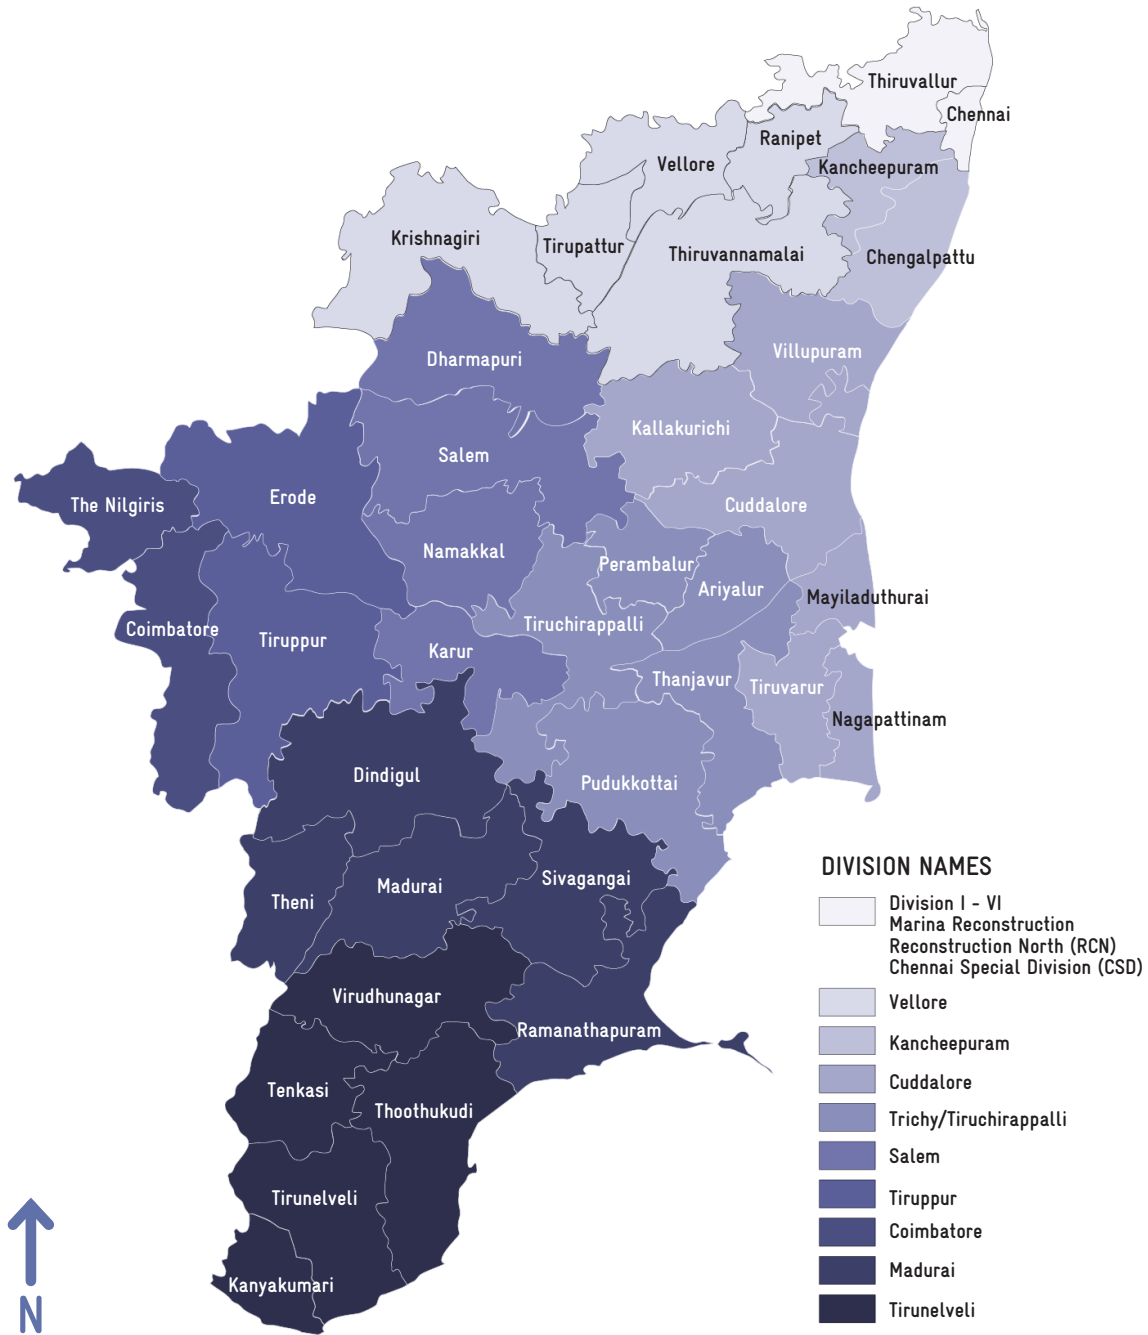 Thiruvallur
Chennai
Ranipet
Vellore
Kancheepuram
Krishnagiri
Tirupattur
Thiruvannamalai
Chengalpattu
Dharmapuri
Villupuram
Kallakurichi
Salem
The Nilgiris
Erode
Cuddalore
Namakkal
Perambalur
Ariyalur
Mayiladuthurai
Coimbatore
Tiruppur
Karur
Tiruchirappalli
Thanjavur
Tiruvarur
Nagapattinam
Dindigul
Pudukkottai
Theni
Madurai
Sivagangai
Virudhunagar
Ramanathapuram
Tenkasi
Thoothukudi
Tirunelveli
Kanyakumari
N
DIVISION NAMES
Division I - VI
Marina Reconstruction
Reconstruction North (RCN)
Chennai Special Division (CSD)
Vellore
Kancheepuram
Cuddalore
Trichy/Tiruchirappalli
Salem
Tiruppur
Coimbatore
Madurai
Tirunelveli